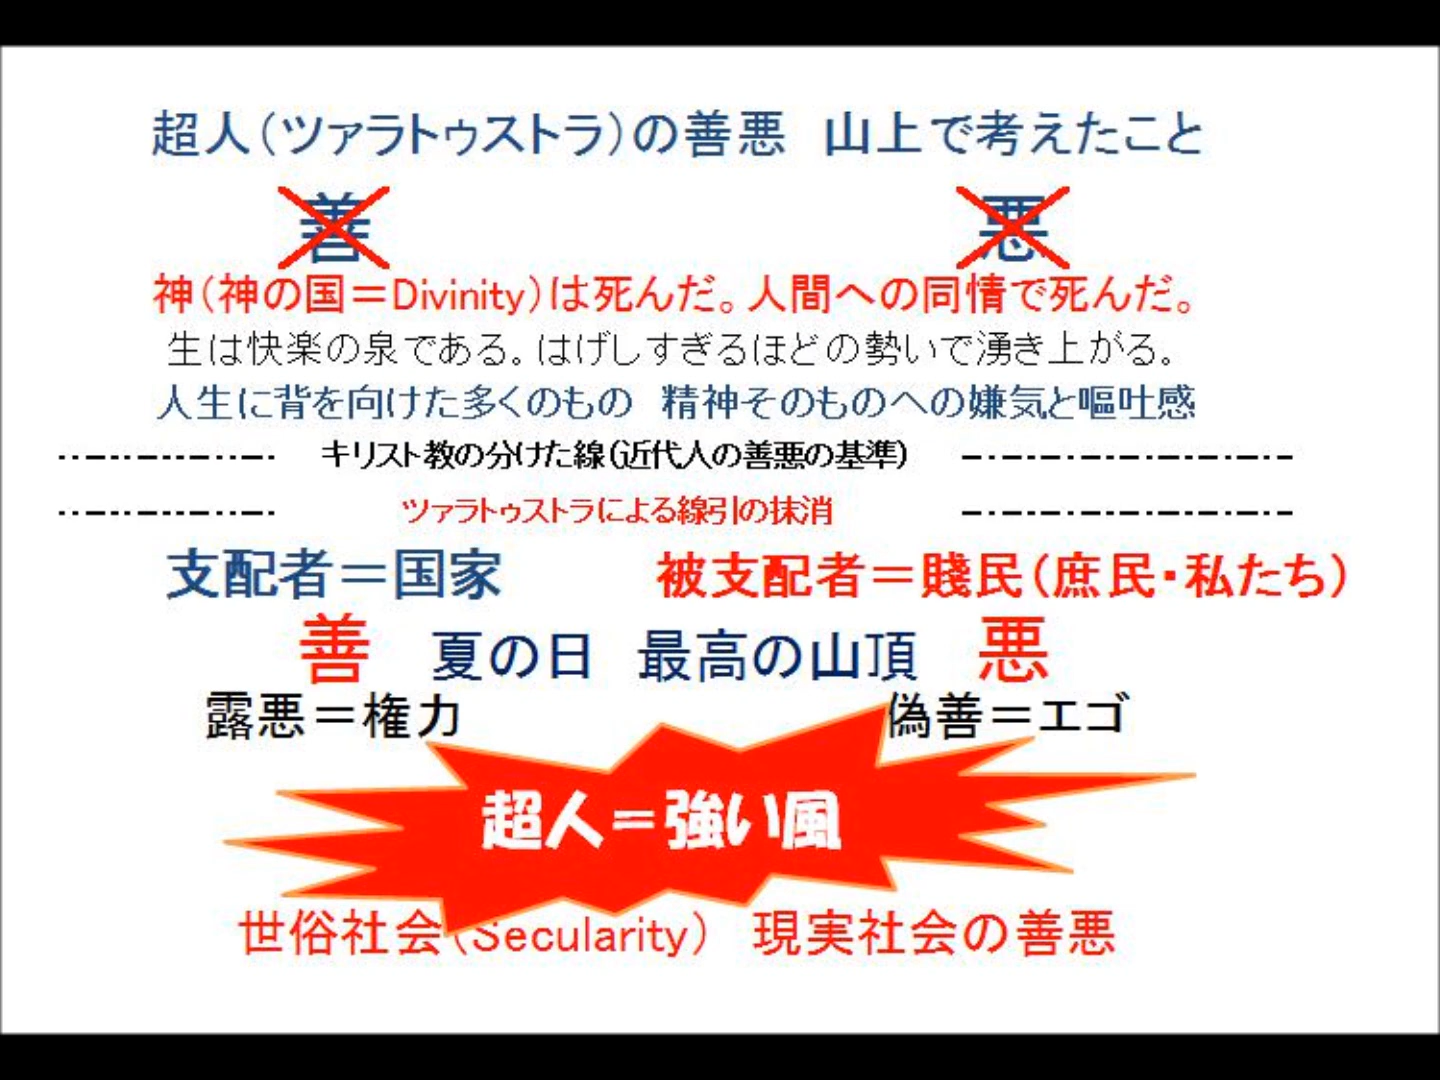 超人（ツァラトゥストラ）の善悪　山上で考えたこと
善　悪
神（神の国＝Divinity）は死んだ。人間への同情で死んだ。
生は快楽の泉である。はげしすぎるほどの勢いで湧き上がる。
人生に背を向けた多くのもの　精神そのものへの嫌気と嘔吐感
キリスト教の分けた線（近代人の善悪の基準）
ツァラトゥストラによる線引の抹消
支配者＝国家　被支配者＝賤民（庶民・私たち）
善　夏の日　最高の山頂　悪
露悪＝権力　偽善＝エゴ
超人＝強い風
世俗社会（Secularity）　現実社会の善悪